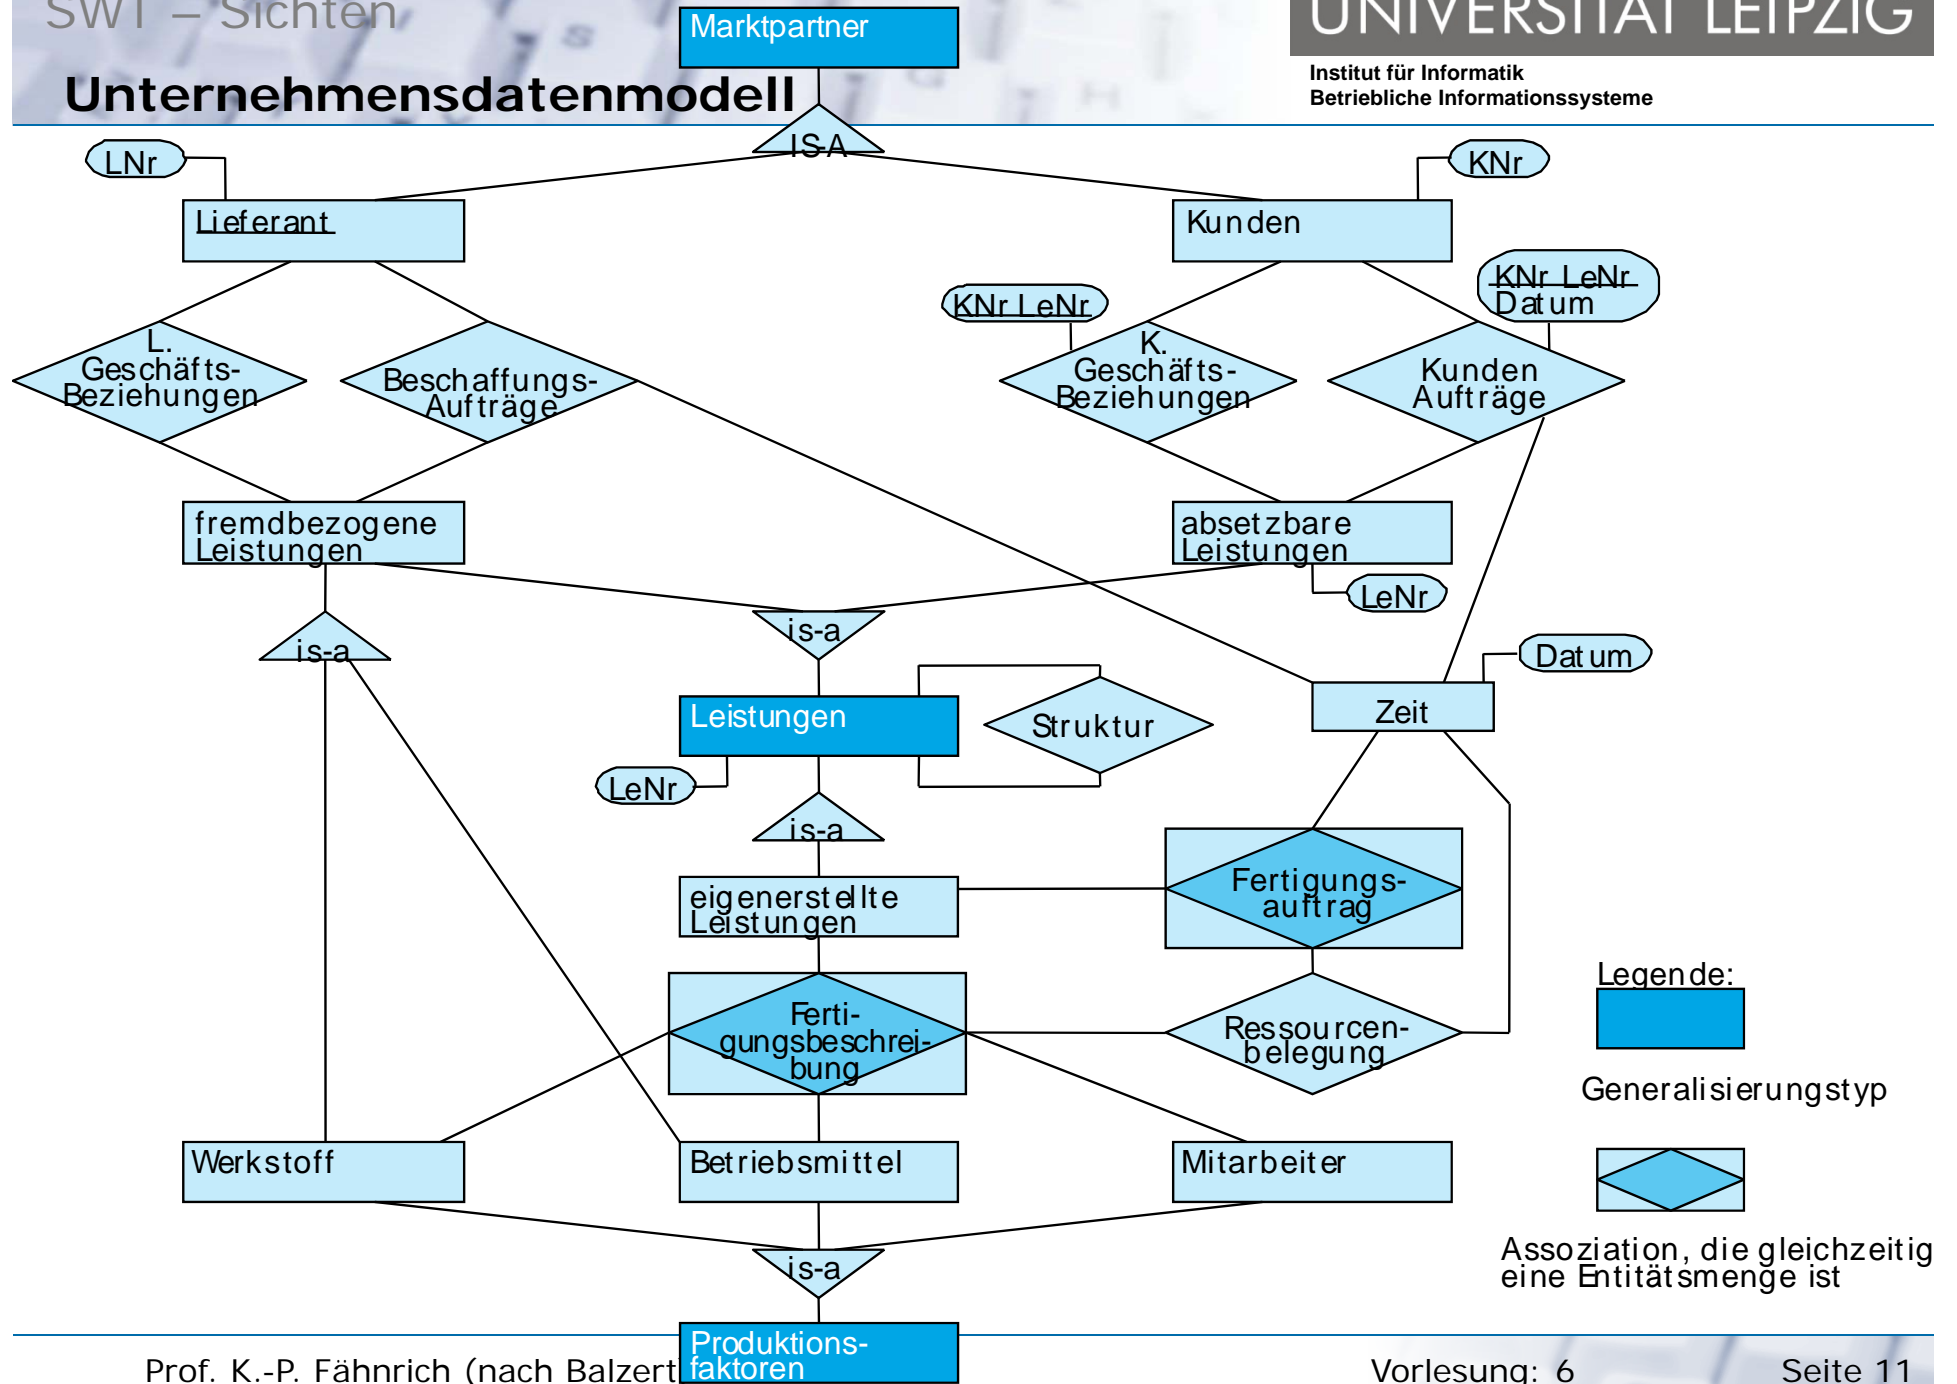 SWT – Sichten
UNIVERSITÄT LEIPZIG
Marktpartner
Institut für Informatik
Betriebliche Informationssysteme
Unternehmensdatenmodell
IS-A
LNr
KNr
Lieferant
Kunden
KNr LeNr
KNr LeNr
Datum
L.
Geschäfts-
Beziehungen
Beschaffungs-
Aufträge
K.
Geschäfts-
Beziehungen
Kunden
Aufträge
fremdbezogene
Leistungen
absetzbare
Leistungen
LeNr
is-a
is-a
Datum
Leistungen
Struktur
Zeit
LeNr
is-a
eigenerstellte
Leistungen
Fertigungs-
auftrag
Legende:
Ferti-
gungsbeschrei-
bung
Ressourcen-
belegung
Generalisierungstyp
Werkstoff
Betriebsmittel
Mitarbeiter
Assoziation, die gleichzeitig
eine Entitätsmenge ist
is-a
Produktions-
faktoren
Prof. K.-P. Fähnrich (nach Balzert
Vorlesung: 6
Seite 11